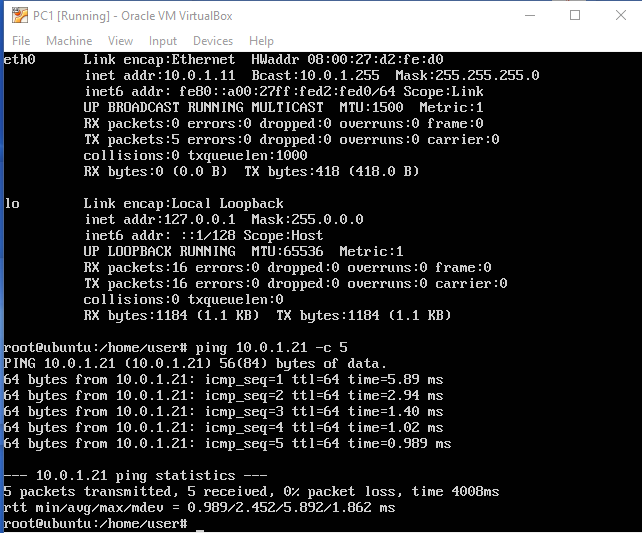 PC1 [Running] - Oracle VM VirtualBox
File Machine View Input Devices Help
eth0 Link encap:Ethernet HWaddr 08:00:27:d2:fe:d0
inet addr:10.0.1.11 Bcast:10.0.1.255 Mask:255.255.255.0
inet6 addr: fe80::a00:27ff:fed2:fed0/64 Scope:Link
UP BROADCAST RUNNING MULTICAST MTU:1500 Metric:1
RX packets:0 errors:0 dropped:0 overruns:0 frame:0
TX packets:5 errors:0 dropped:0 overruns:0 carrier:0
collisions:0 txqueuelen:1000
RX bytes:0 (0.0 B) TX bytes:418 (418.0 B)
lo Link encap:Local Loopback
inet addr:127.0.0.1 Mask:255.0.0.0
inet6 addr: ::1/128 Scope:Host
UP LOOPBACK RUNNING MTU:65536 Metric:1
RX packets:16 errors:0 dropped:0 overruns:0 frame:0
TX packets:16 errors:0 dropped:0 overruns:0 carrier:0
collisions:0 txqueuelen:0
RX bytes:1184 (1.1 KB) TX bytes:1184 (1.1 KB)
root@ubuntu:/home/user# ping 10.0.1.21 -c 5
PING 10.0.1.21 (10.0.1.21) 56(84) bytes of data.
64 bytes from 10.0.1.21: icmp_seq=1 ttl=64 time=5.89 ms
64 bytes from 10.0.1.21: icmp_seq=2 ttl=64 time=2.94 ms
64 bytes from 10.0.1.21: icmp_seq=3 ttl=64 time=1.40 ms
64 bytes from 10.0.1.21: icmp_seq=4 ttl=64 time=1.02 ms
64 bytes from 10.0.1.21: icmp_seq=5 ttl=64 time=0.989 ms
--- 10.0.1.21 ping statistics ---
5 packets transmitted, 5 received, 0% packet loss, time 4008ms
rtt min/avg/max/mdev = 0.989/2.452/5.892/1.862 ms
root@ubuntu:/home/user# _